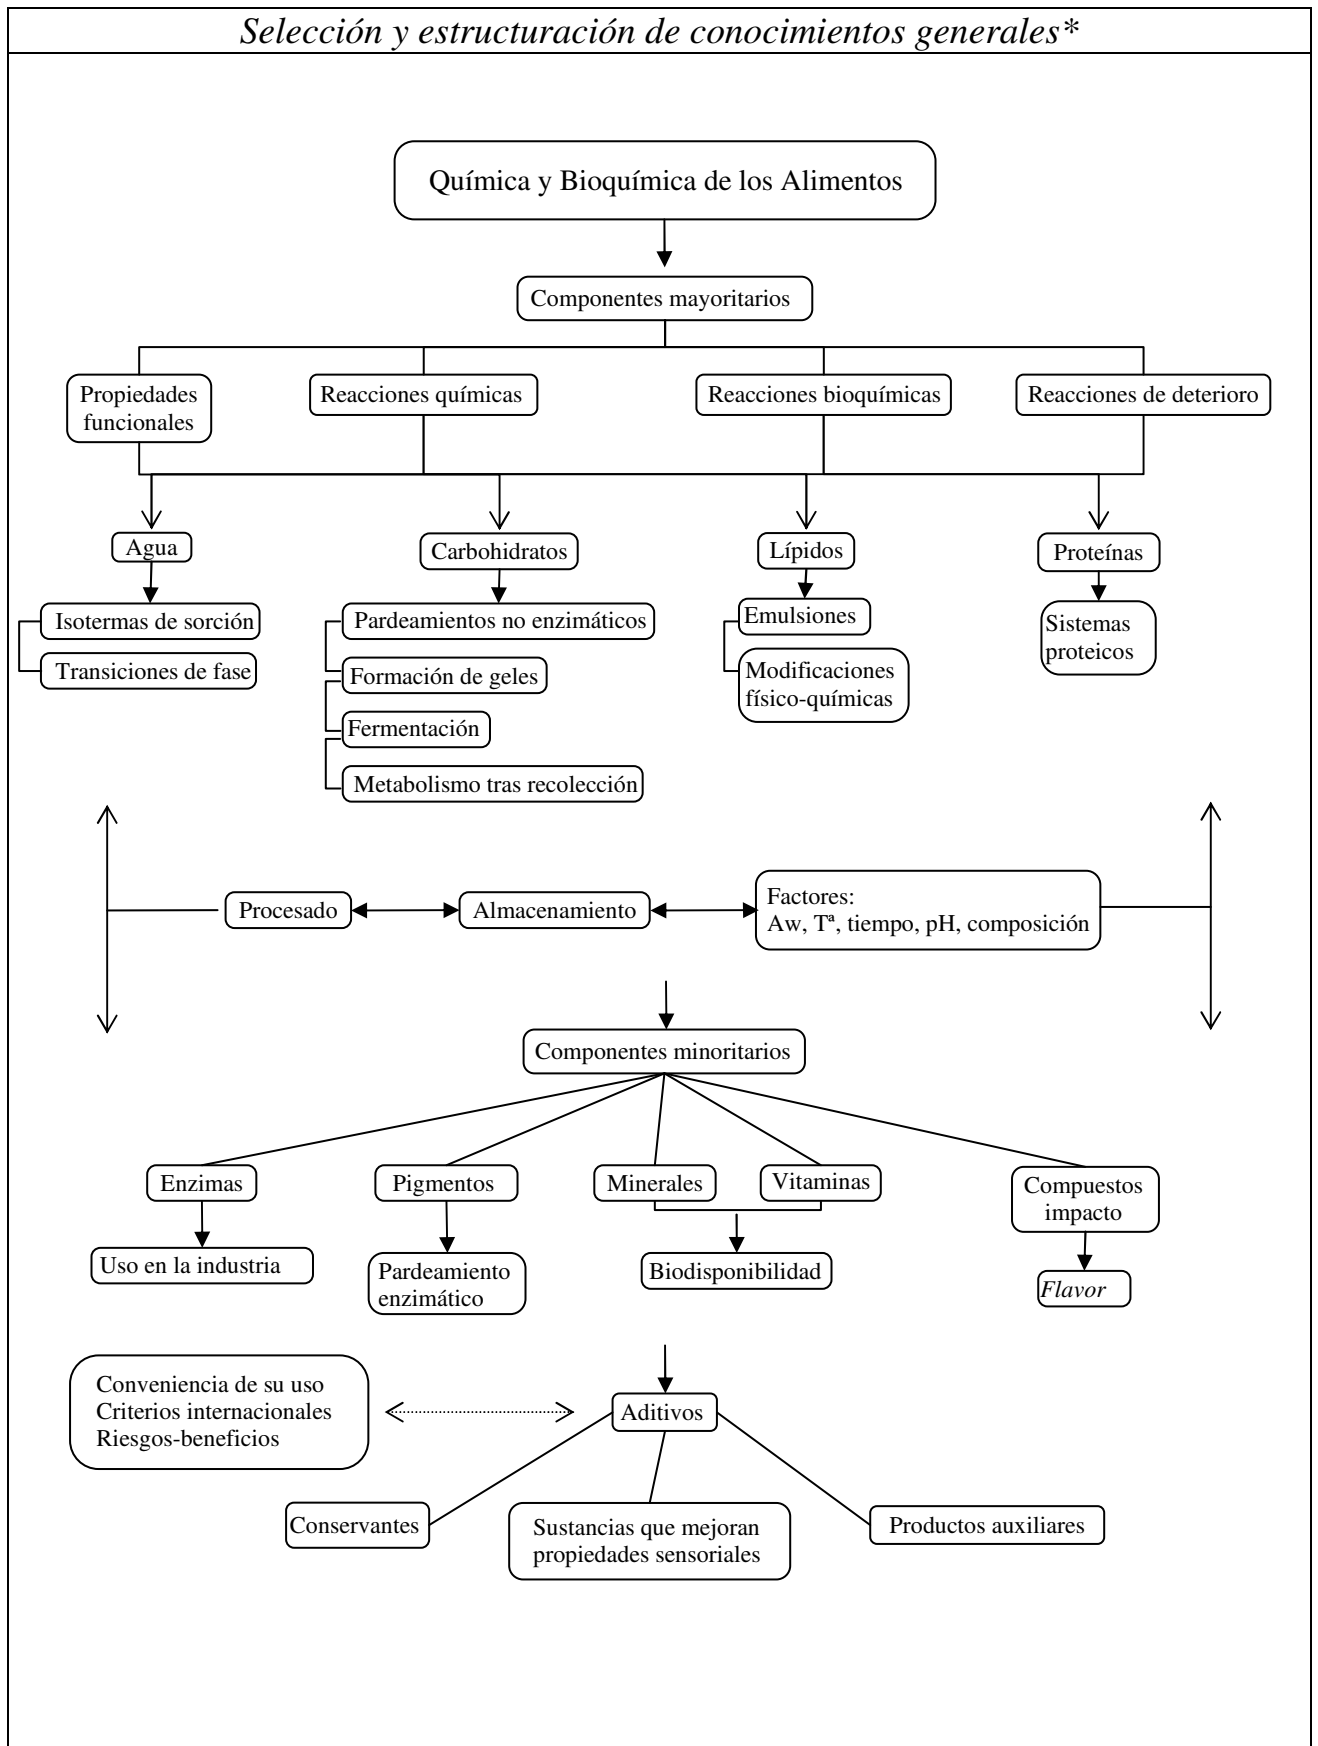 Selección y estructuración de conocimientos generales*
Química y Bioquímica de los Alimentos
Componentes mayoritarios
Propiedades
funcionales
Reacciones químicas
Reacciones bioquímicas
Reacciones de deterioro
Agua
Carbohidratos
Lípidos
Proteínas
Isotermas de sorción
Transiciones de fase
Pardeamientos no enzimáticos
Formación de geles
Fermentación
Metabolismo tras recolección
Emulsiones
Modificaciones
físico-químicas
Sistemas
proteicos
Procesado
Almacenamiento
Factores:
Aw, Tª, tiempo, pH, composición
Componentes minoritarios
Enzimas
Pigmentos
Minerales
Vitaminas
Compuestos
impacto
Uso en la industria
Pardeamiento
enzimático
Biodisponibilidad
Flavor
Conveniencia de su uso
Criterios internacionales
Riesgos-beneficios
Aditivos
Conservantes
Sustancias que mejoran
propiedades sensoriales
Productos auxiliares